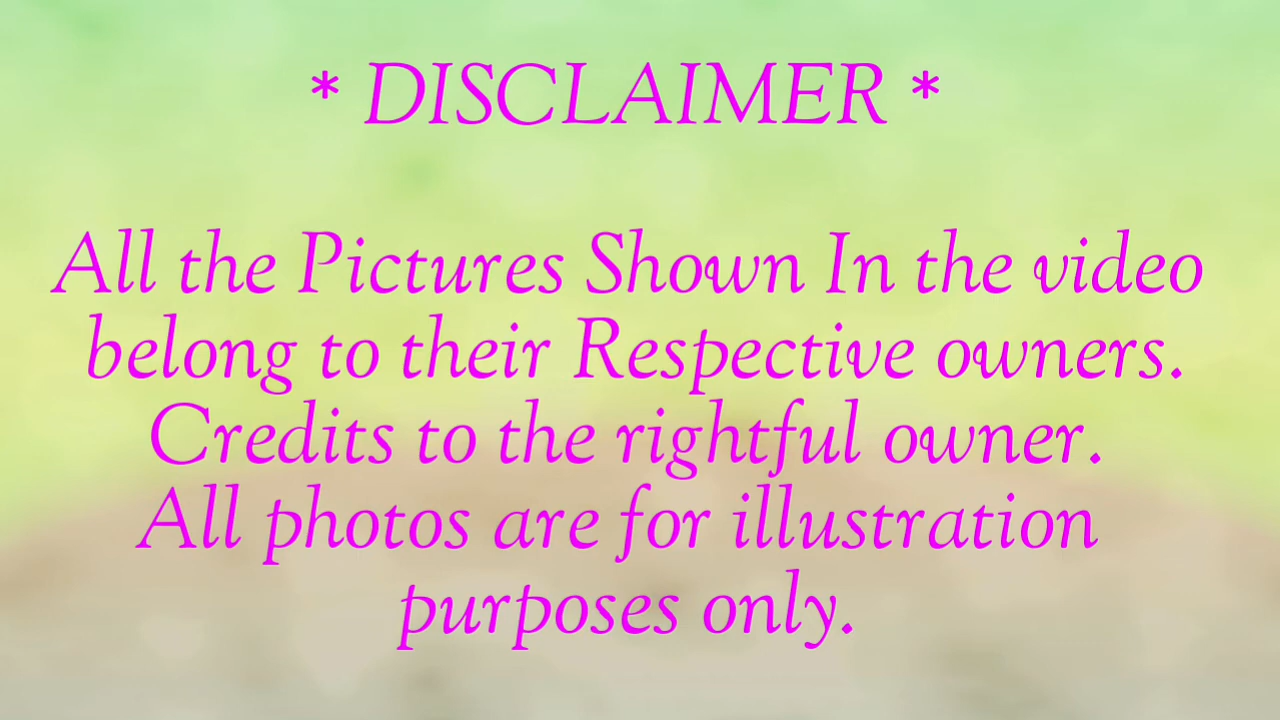 * DISCLAIMER *
All the Pictures Shown In the video
belong to their Respective owners.
Credits to the rightful owner.
All photos are for illustration
purposes only.